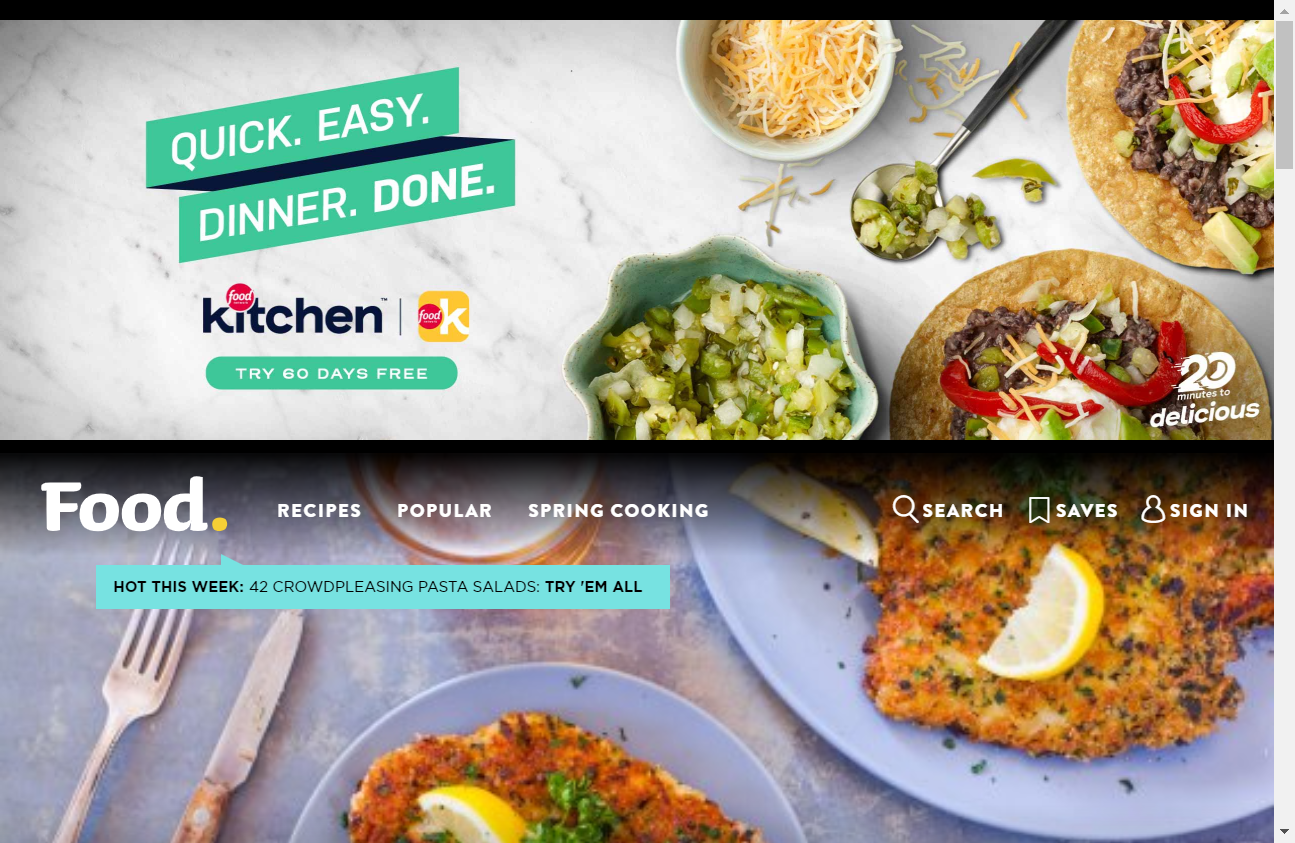 QUICK. EASY.
DINNER. DONE.
food
kitchen™
food
k
TRY 60 DAYS FREE
20
minutes to
delicious
Food.
RECIPES
POPULAR
SPRING COOKING
SEARCH
SAVES
SIGN IN
HOT THIS WEEK: 42 CROWDPLEASING PASTA SALADS: TRY 'EM ALL